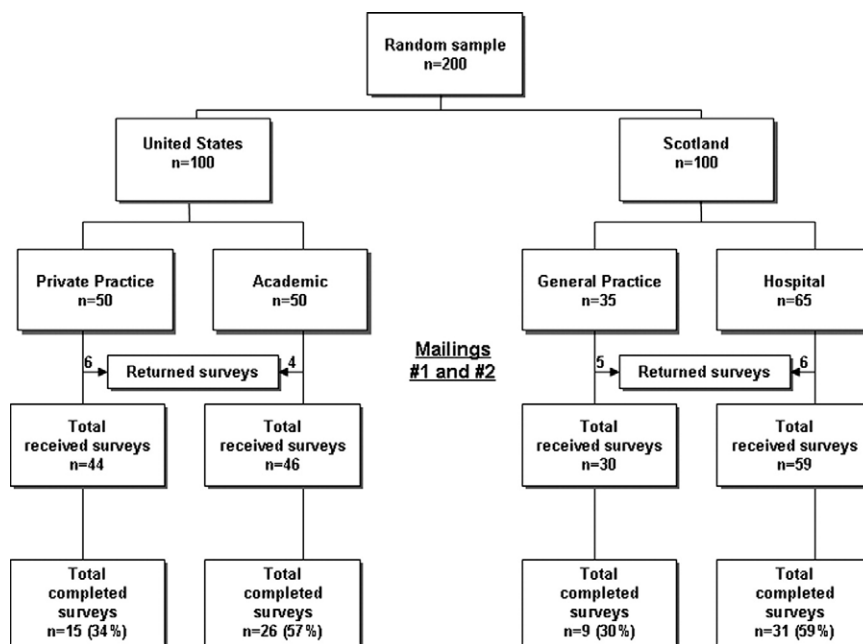 Random sample
n=200
United States
n=100
Scotland
n=100
Private Practice
n=50
Academic
n=50
General Practice
n=35
Hospital
n=65
6
Returned surveys
4
Mailings
#1 and #2
5
Returned surveys
6
Total
received surveys
n=44
Total
received surveys
n=46
Total
received surveys
n=30
Total
received surveys
n=59
Total
completed
surveys
n=15 (34%)
Total
completed
surveys
n=26 (57%)
Total
completed
surveys
n=9 (30%)
Total
completed
surveys
n=31 (59%)